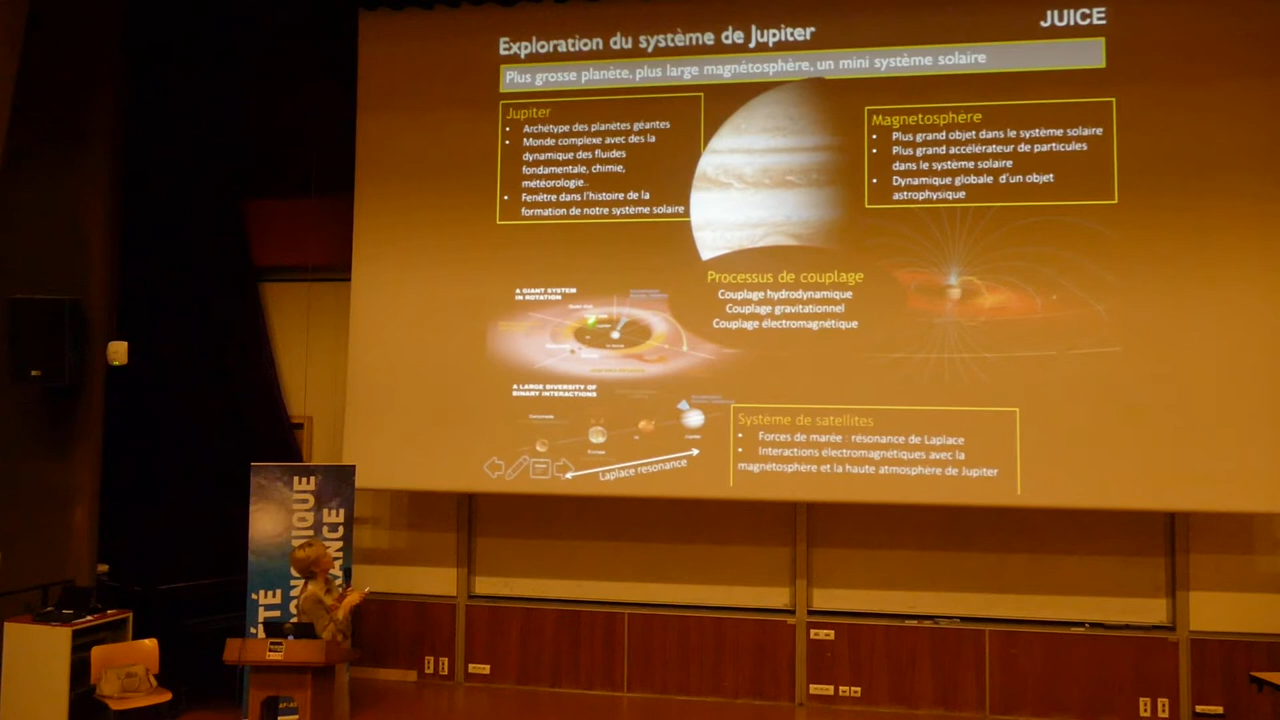 JUICE
Exploration du système de Jupiter
Plus grosse planète, plus large magnétosphère, un mini système solaire
Jupiter
• Archétype des planètes géantes
• Monde complexe avec des la
dynamique des fluides
fondamentale, chimie,
météorologie..
• Fenêtre dans l'histoire de la
formation de notre système solaire
Magnetosphère
• Plus grand objet dans le système solaire
• Plus grand accélérateur de particules
dans le système solaire
• Dynamique globale d'un objet
astrophysique
Processus de couplage
Couplage hydrodynamique
Couplage gravitationnel
Couplage électromagnétique
A GIANT SYSTEM
IN ROTATION
A LARGE DIVERSITY OF
BINARY INTERACTIONS
Laplace resonance
Système de satellites
• Forces de marée : résonance de Laplace
• Interactions électromagnétiques avec la
magnétosphère et la haute atmosphère de Jupiter